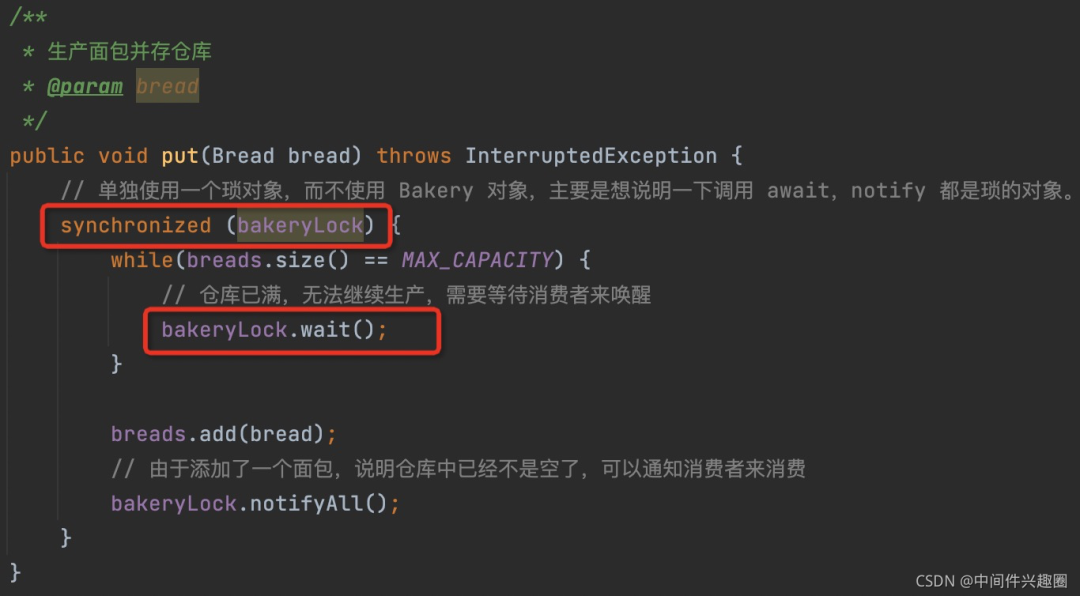 /**
 * 生产面包并存仓库
 * @param bread
 */
public void put(Bread bread) throws InterruptedException {
    // 单独使用一个琐对象，而不使用 Bakery 对象，主要是想说明一下调用 await，notify 都是琐的对象。
    synchronized (bakeryLock) {
        while(breads.size() == MAX_CAPACITY) {
            // 仓库已满，无法继续生产，需要等待消费者来唤醒
            bakeryLock.wait();
        }
        breads.add(bread);
        // 由于添加了一个面包，说明仓库中已经不是空了，可以通知消费者来消费
        bakeryLock.notifyAll();
    }
}
CSDN @中间件兴趣圈